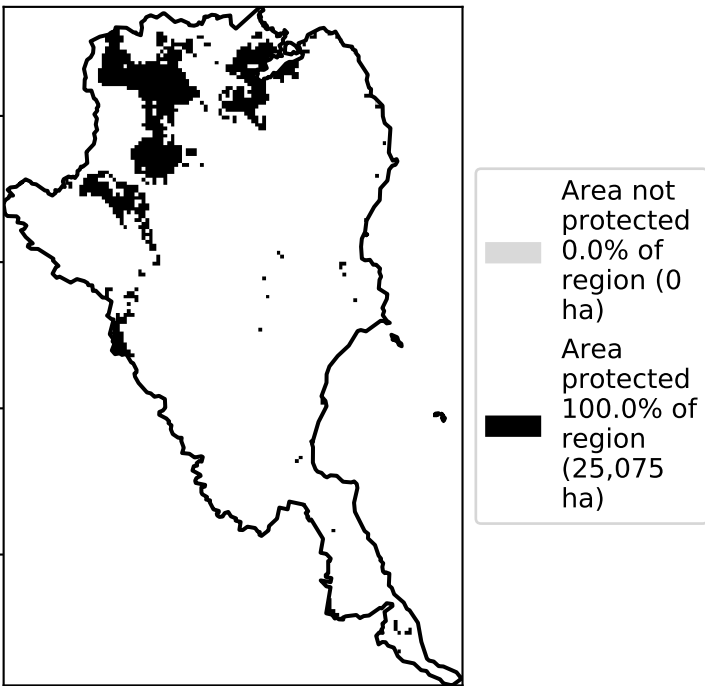 Area not
protected
0.0% of
region (0
ha)
Area
protected
100.0% of
region
(25,075
ha)